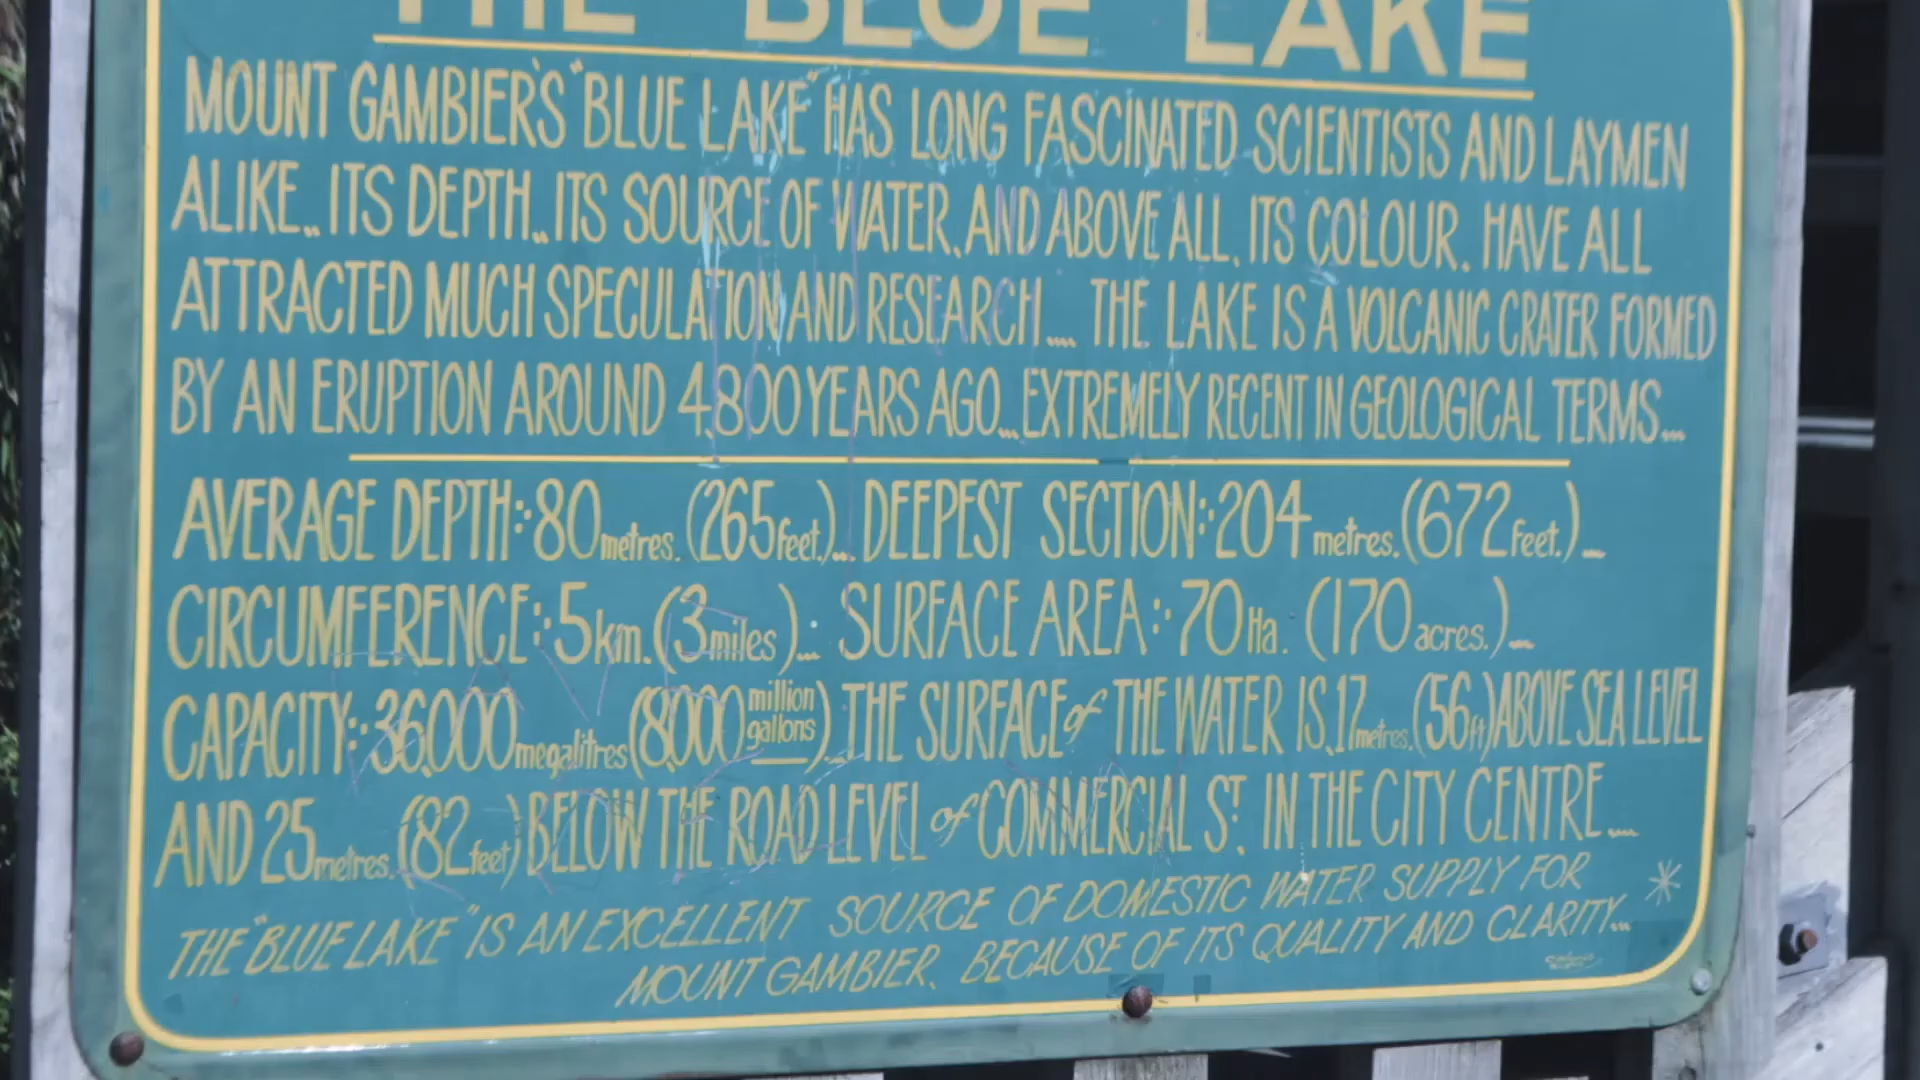 THE BLUE LAKE
MOUNT GAMBIER'S "BLUE LAKE" HAS LONG FASCINATED SCIENTISTS AND LAYMEN
ALIKE.. ITS DEPTH.. ITS SOURCE OF WATER, AND ABOVE ALL, ITS COLOUR. HAVE ALL
ATTRACTED MUCH SPECULATION AND RESEARCH.... THE LAKE IS A VOLCANIC CRATER FORMED
BY AN ERUPTION AROUND 4,800 YEARS AGO... EXTREMELY RECENT IN GEOLOGICAL TERMS...
AVERAGE DEPTH:- 80 metres. (265 feet.)... DEEPEST SECTION:- 204 metres. (672 feet.)...
CIRCUMFERENCE:- 5 km. (3 miles)... SURFACE AREA:- 70 Ha. (170 acres.)...
CAPACITY:- 36,000 megalitres (8,000 million gallons)... THE SURFACE of THE WATER IS, 17 metres. (56 ft) ABOVE SEA LEVEL
AND 25 metres. (82 feet) BELOW THE ROAD LEVEL of COMMERCIAL ST. IN THE CITY CENTRE....
THE "BLUE LAKE" IS AN EXCELLENT SOURCE OF DOMESTIC WATER SUPPLY FOR
MOUNT GAMBIER, BECAUSE OF ITS QUALITY AND CLARITY...